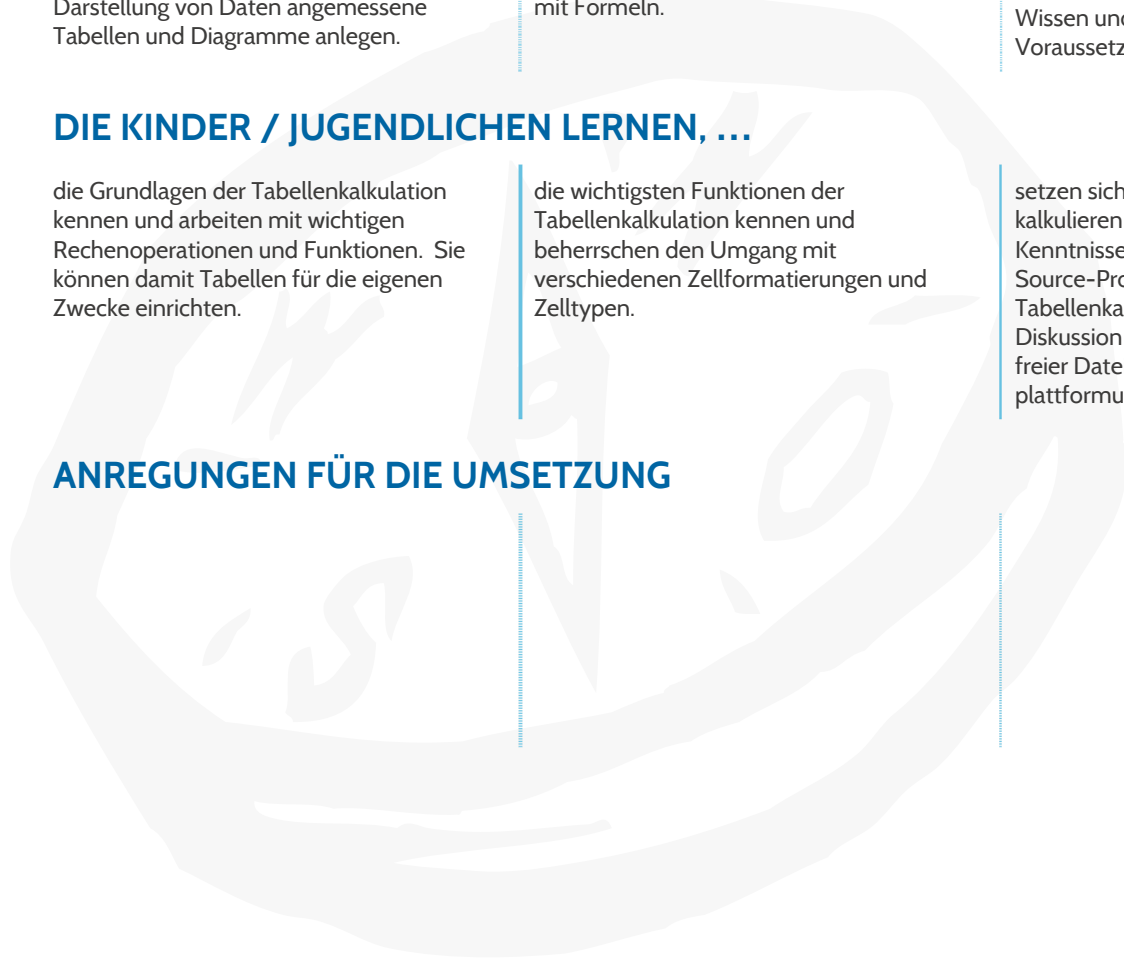 Darstellung von Daten angemessene
Tabellen und Diagramme anlegen.
mit Formeln.
Wissen und
DIE KINDER / JUGENDLICHEN LERNEN, …
die Grundlagen der Tabellenkalkulation
kennen und arbeiten mit wichtigen
Rechenoperationen und Funktionen. Sie
können damit Tabellen für die eigenen
Zwecke einrichten.
die wichtigsten Funktionen der
Tabellenkalkulation kennen und
beherrschen den Umgang mit
verschiedenen Zellformatierungen und
Zelltypen.
setzen sich
kalkulieren
Kenntnisse
Diskussion
freier
ANREGUNGEN FÜR DIE UMSETZUNG